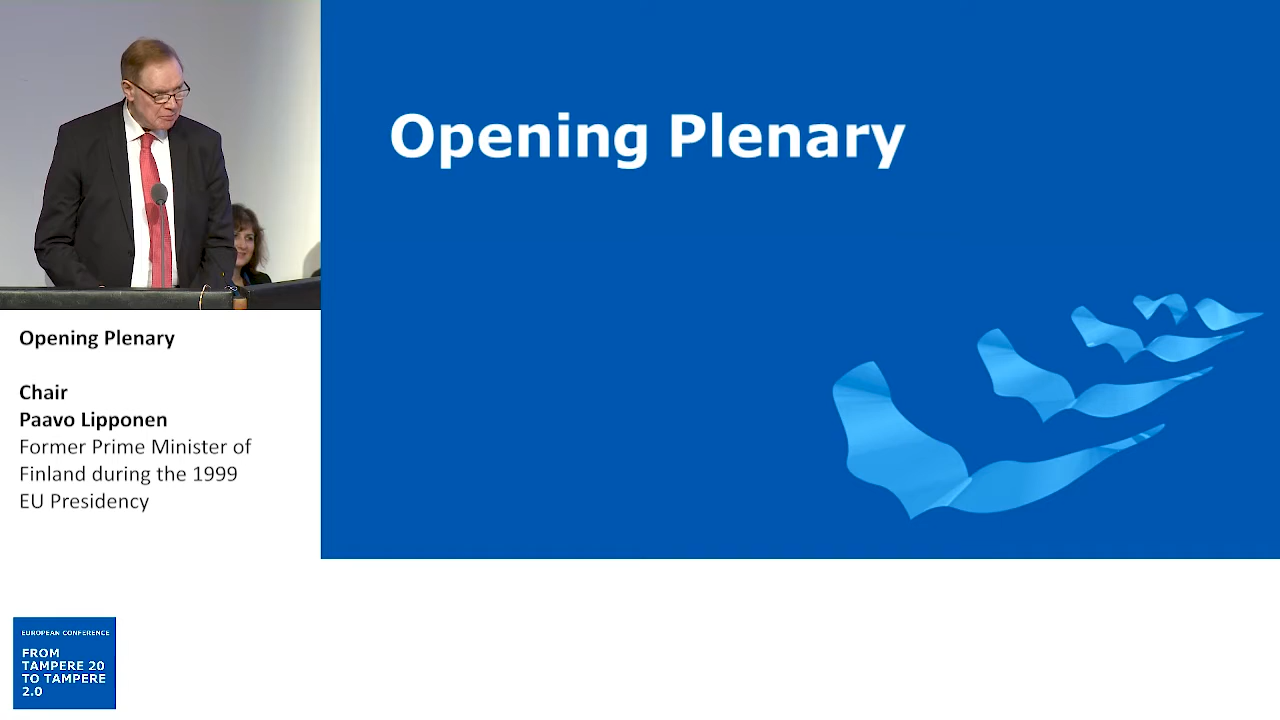 Opening Plenary
Opening Plenary
Chair
Paavo Lipponen
Former Prime Minister of
Finland during the 1999
EU Presidency
EUROPEAN CONFERENCE
FROM
TAMPERE 20
TO TAMPERE
2.0